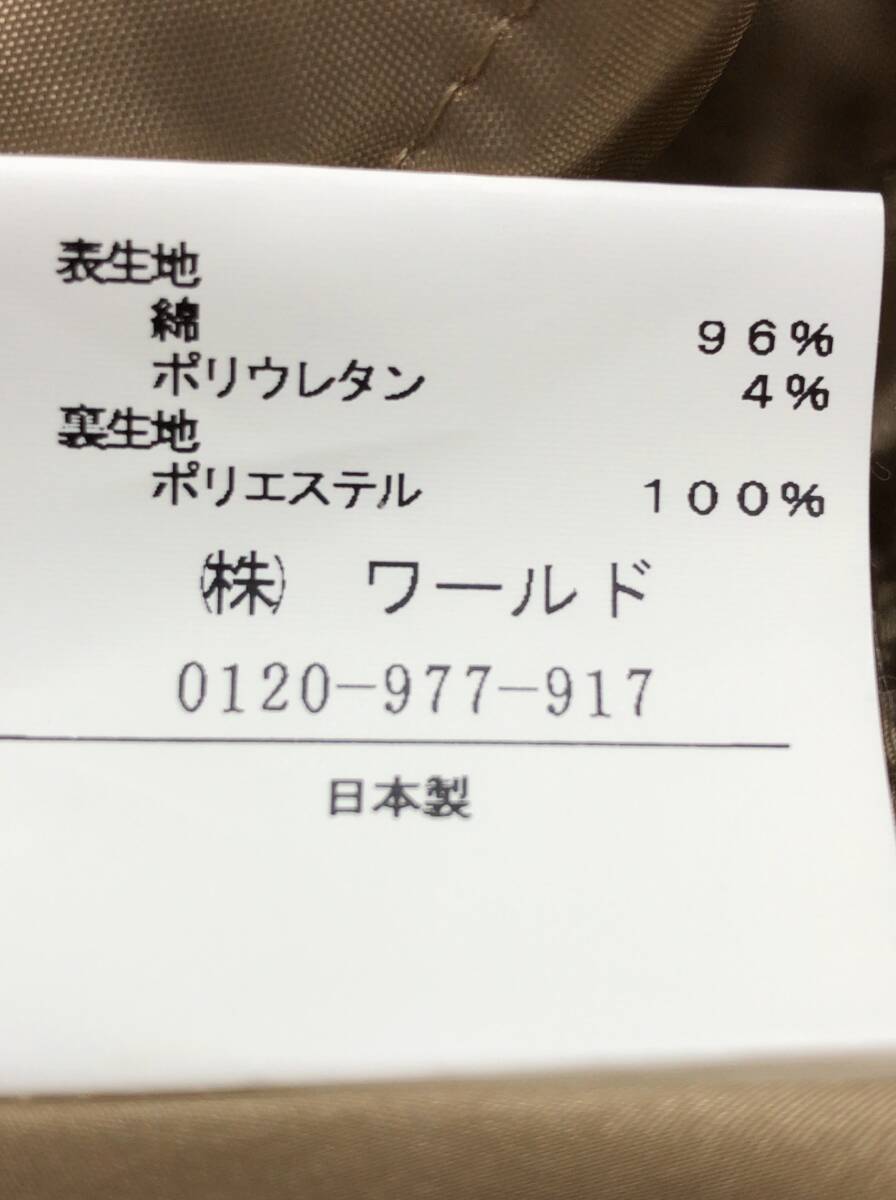 表生地
綿 96%
ポリウレタン 4%
裏生地
ポリエステル 100%
㈱ ワールド
0120-977-917
日本製